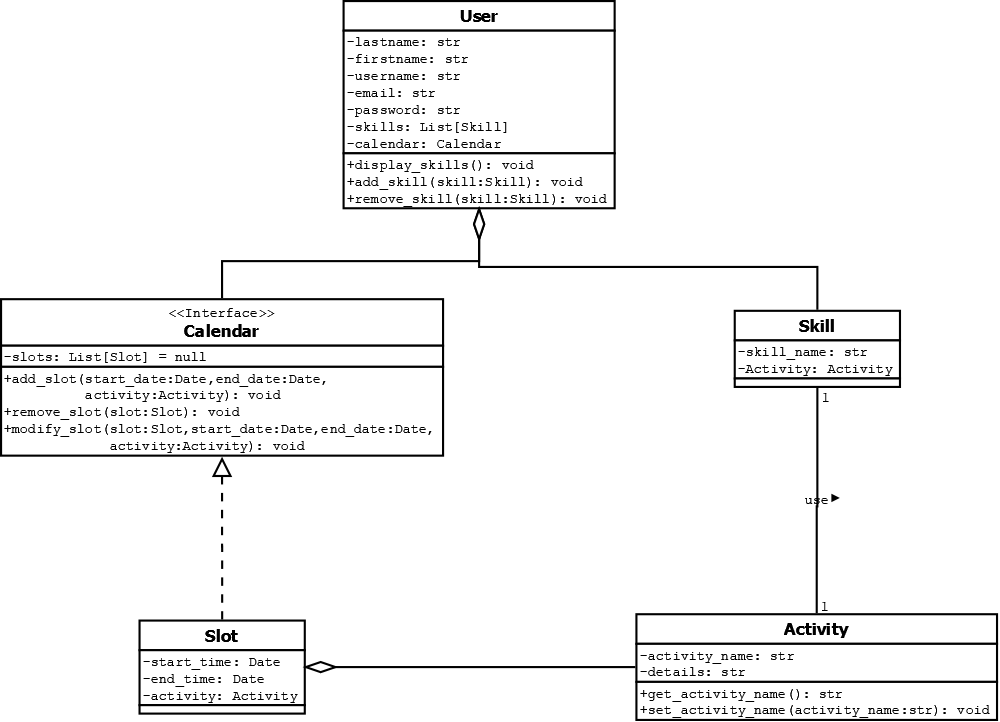 User
-lastname: str
-firstname: str
-username: str
-email: str
-password: str
-skills: List[Skill]
-calendar: Calendar
+display_skills(): void
+add_skill(skill:Skill): void
+remove_skill(skill:Skill): void
<<Interface>>
Calendar
-slots: List[Slot] = null
+add_slot(start_date:Date,end_date:Date,
activity:Activity): void
+remove_slot(slot:Slot): void
+modify_slot(slot:Slot,start_date:Date,end_date:Date,
activity:Activity): void
Skill
-skill_name: str
-Activity: Activity
1
use
1
Slot
-start_time: Date
-end_time: Date
-activity: Activity
Activity
-activity_name: str
-details: str
+get_activity_name(): str
+set_activity_name(activity_name:str): void